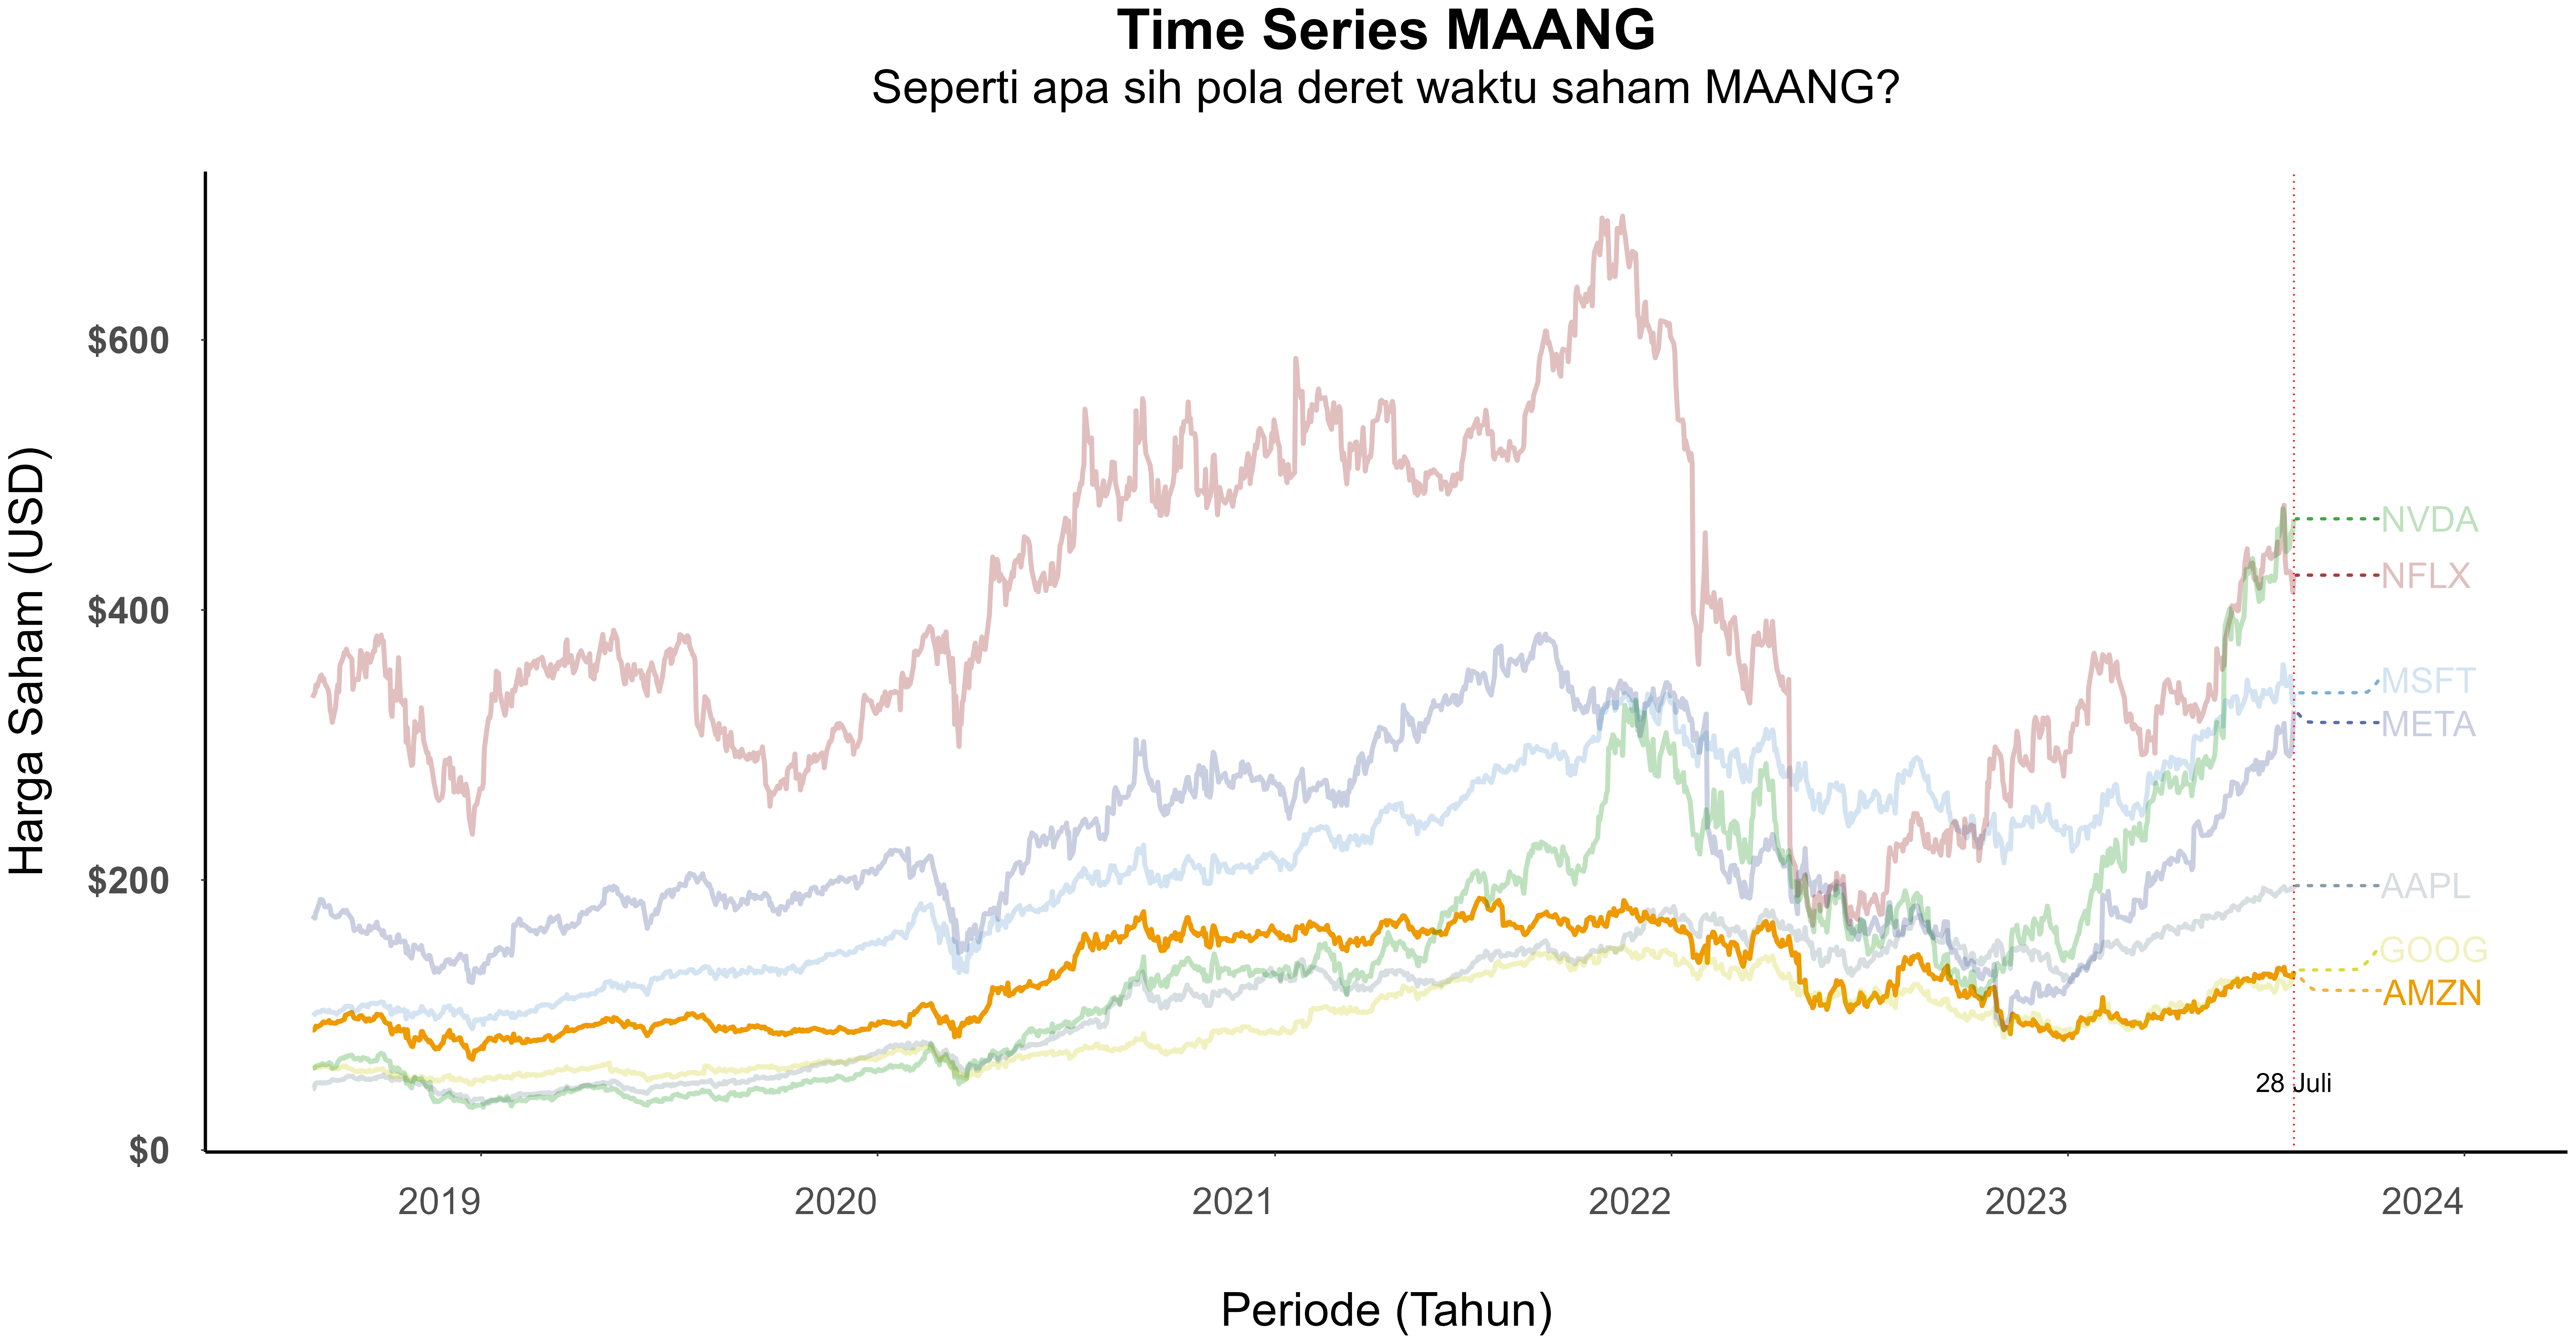 Time Series MAANG
Seperti apa sih pola deret waktu saham MAANG?
Harga Saham (USD)
$600
$400
$200
$0
NVDA
NFLX
MSFT
META
AAPL
GOOG
AMZN
28 Juli
2019
2020
2021
2022
2023
2024
Periode (Tahun)